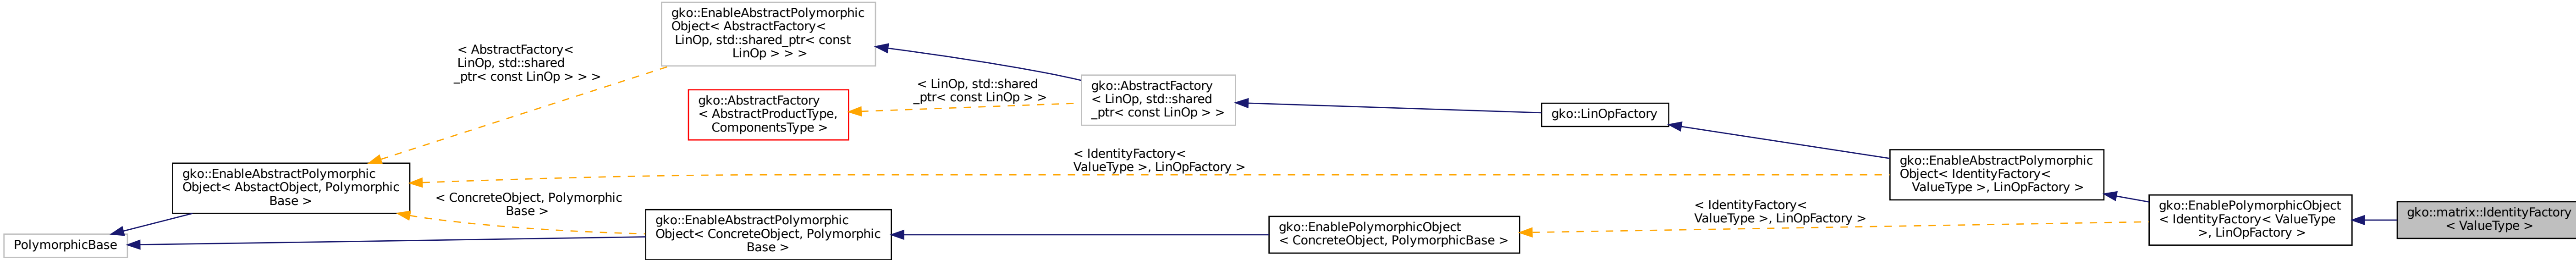 gko::EnableAbstractPolymorphic
Object< AbstractFactory<
LinOp, std::shared_ptr< const
LinOp > > >
< AbstractFactory<
LinOp, std::shared
_ptr< const LinOp > > >
gko::AbstractFactory
< AbstractProductType,
ComponentsType >
< LinOp, std::shared
_ptr< const LinOp > >
gko::AbstractFactory
< LinOp, std::shared
_ptr< const LinOp > >
gko::LinOpFactory
gko::EnableAbstractPolymorphic
Object< AbstactObject, Polymorphic
Base >
< IdentityFactory<
ValueType >, LinOpFactory >
gko::EnableAbstractPolymorphic
Object< IdentityFactory<
ValueType >, LinOpFactory >
< ConcreteObject, Polymorphic
Base >
PolymorphicBase
gko::EnableAbstractPolymorphic
Object< ConcreteObject, Polymorphic
Base >
gko::EnablePolymorphicObject
< ConcreteObject, PolymorphicBase >
< IdentityFactory<
ValueType >, LinOpFactory >
gko::EnablePolymorphicObject
< IdentityFactory< ValueType
>, LinOpFactory >
gko::matrix::IdentityFactory
< ValueType >